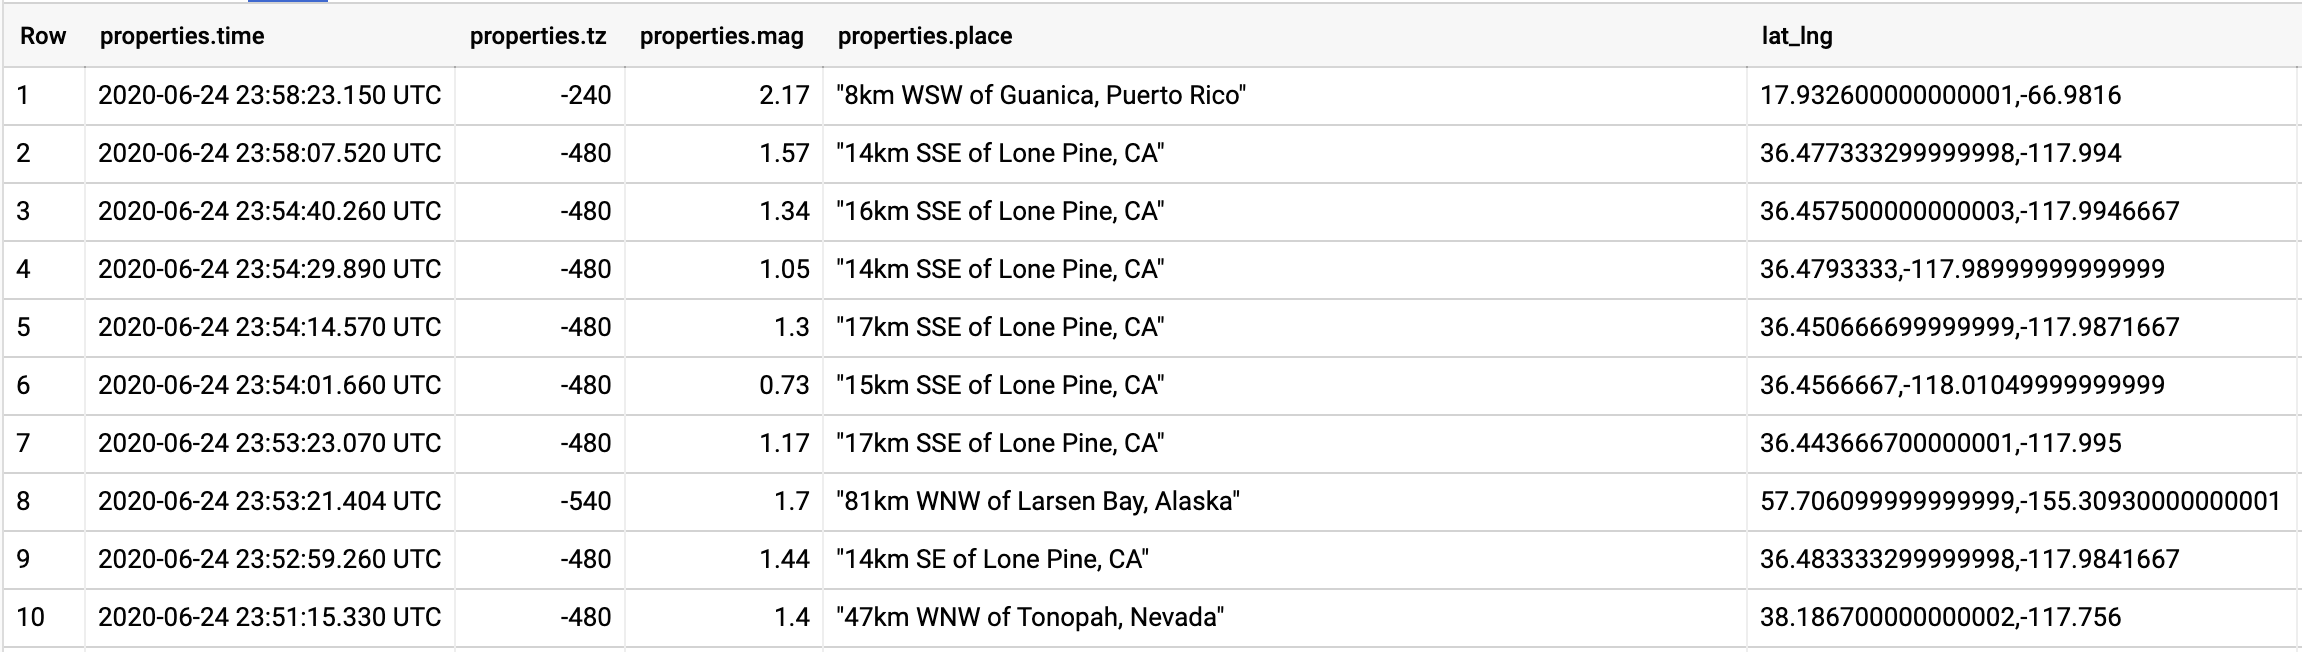 Row properties.time properties.tz properties.mag properties.place lat_lng
1 2020-06-24 23:58:23.150 UTC -240 2.17 "8km WSW of Guanica, Puerto Rico" 17.932600000000001,-66.9816
2 2020-06-24 23:58:07.520 UTC -480 1.57 "14km SSE of Lone Pine, CA" 36.477333299999998,-117.994
3 2020-06-24 23:54:40.260 UTC -480 1.34 "16km SSE of Lone Pine, CA" 36.457500000000003,-117.9946667
4 2020-06-24 23:54:29.890 UTC -480 1.05 "14km SSE of Lone Pine, CA" 36.4793333,-117.98999999999999
5 2020-06-24 23:54:14.570 UTC -480 1.3 "17km SSE of Lone Pine, CA" 36.450666699999999,-117.9871667
6 2020-06-24 23:54:01.660 UTC -480 0.73 "15km SSE of Lone Pine, CA" 36.4566667,-118.01049999999999
7 2020-06-24 23:53:23.070 UTC -480 1.17 "17km SSE of Lone Pine, CA" 36.443666700000001,-117.995
8 2020-06-24 23:53:21.404 UTC -540 1.7 "81km WNW of Larsen Bay, Alaska" 57.706099999999999,-155.30930000000001
9 2020-06-24 23:52:59.260 UTC -480 1.44 "14km SE of Lone Pine, CA" 36.483333299999998,-117.9841667
10 2020-06-24 23:51:15.330 UTC -480 1.4 "47km WNW of Tonopah, Nevada" 38.186700000000002,-117.756